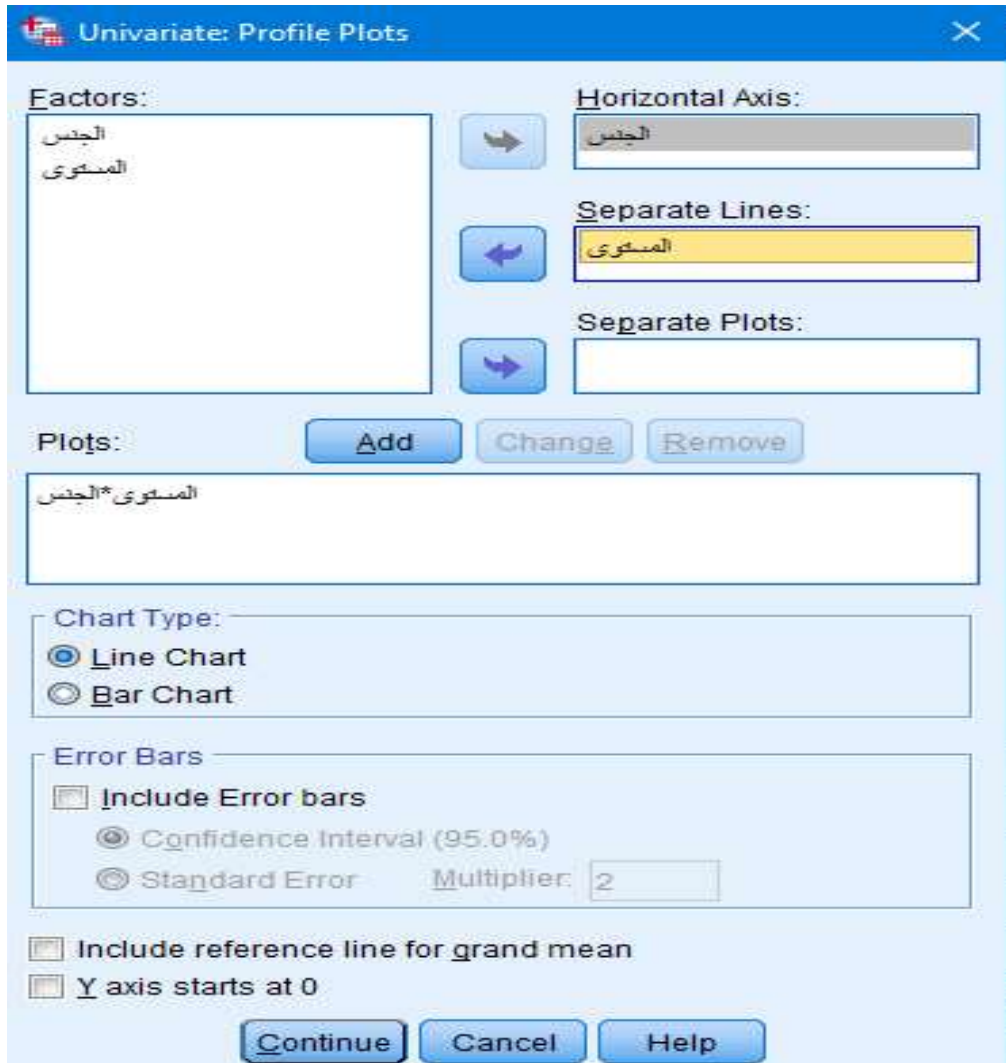 Univariate: Profile Plots
Factors:
الجنس
المستوى
Horizontal Axis:
الجنس
Separate Lines:
المستوى
Separate Plots:
Plots:
Add
Change
Remove
المستوى*الجنس
Chart Type:
Line Chart
Bar Chart
Error Bars
Include Error bars
Confidence Interval (95.0%)
Standard Error Multiplier: 2
Include reference line for grand mean
Y axis starts at 0
Continue
Cancel
Help